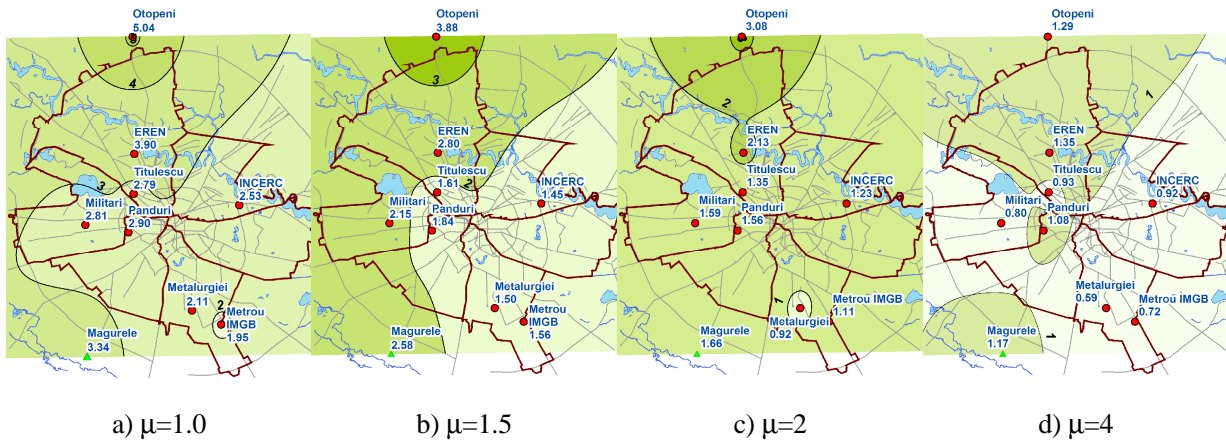 Otopeni
5.04
5
4
EREN
3.90
3
Titulescu
2.79
INCERC
2.53
Militari
2.81
Panduri
2.90
Metalurgiei
2.11
2
Metrou
IMGB
1.95
Magurele
3.34
a) μ=1.0
Otopeni
3.88
3
EREN
2.80
Titulescu
1.61
2
INCERC
1.45
Militari
2.15
Panduri
1.84
Metalurgiei
1.50
Metrou
IMGB
1.56
Magurele
2.58
b) μ=1.5
Otopeni
3.08
2
EREN
2.13
Titulescu
1.35
INCERC
1.23
Militari
1.59
Panduri
1.56
1
Metrou IMGB
1.11
Metalurgiei
0.92
Magurele
1.66
c) μ=2
Otopeni
1.29
1
EREN
1.35
Titulescu
0.93
INCERC
0.92
Militari
0.80
Panduri
1.08
Metalurgiei
0.59
Metrou IMGB
0.72
Magurele
1.17
1
d) μ=4